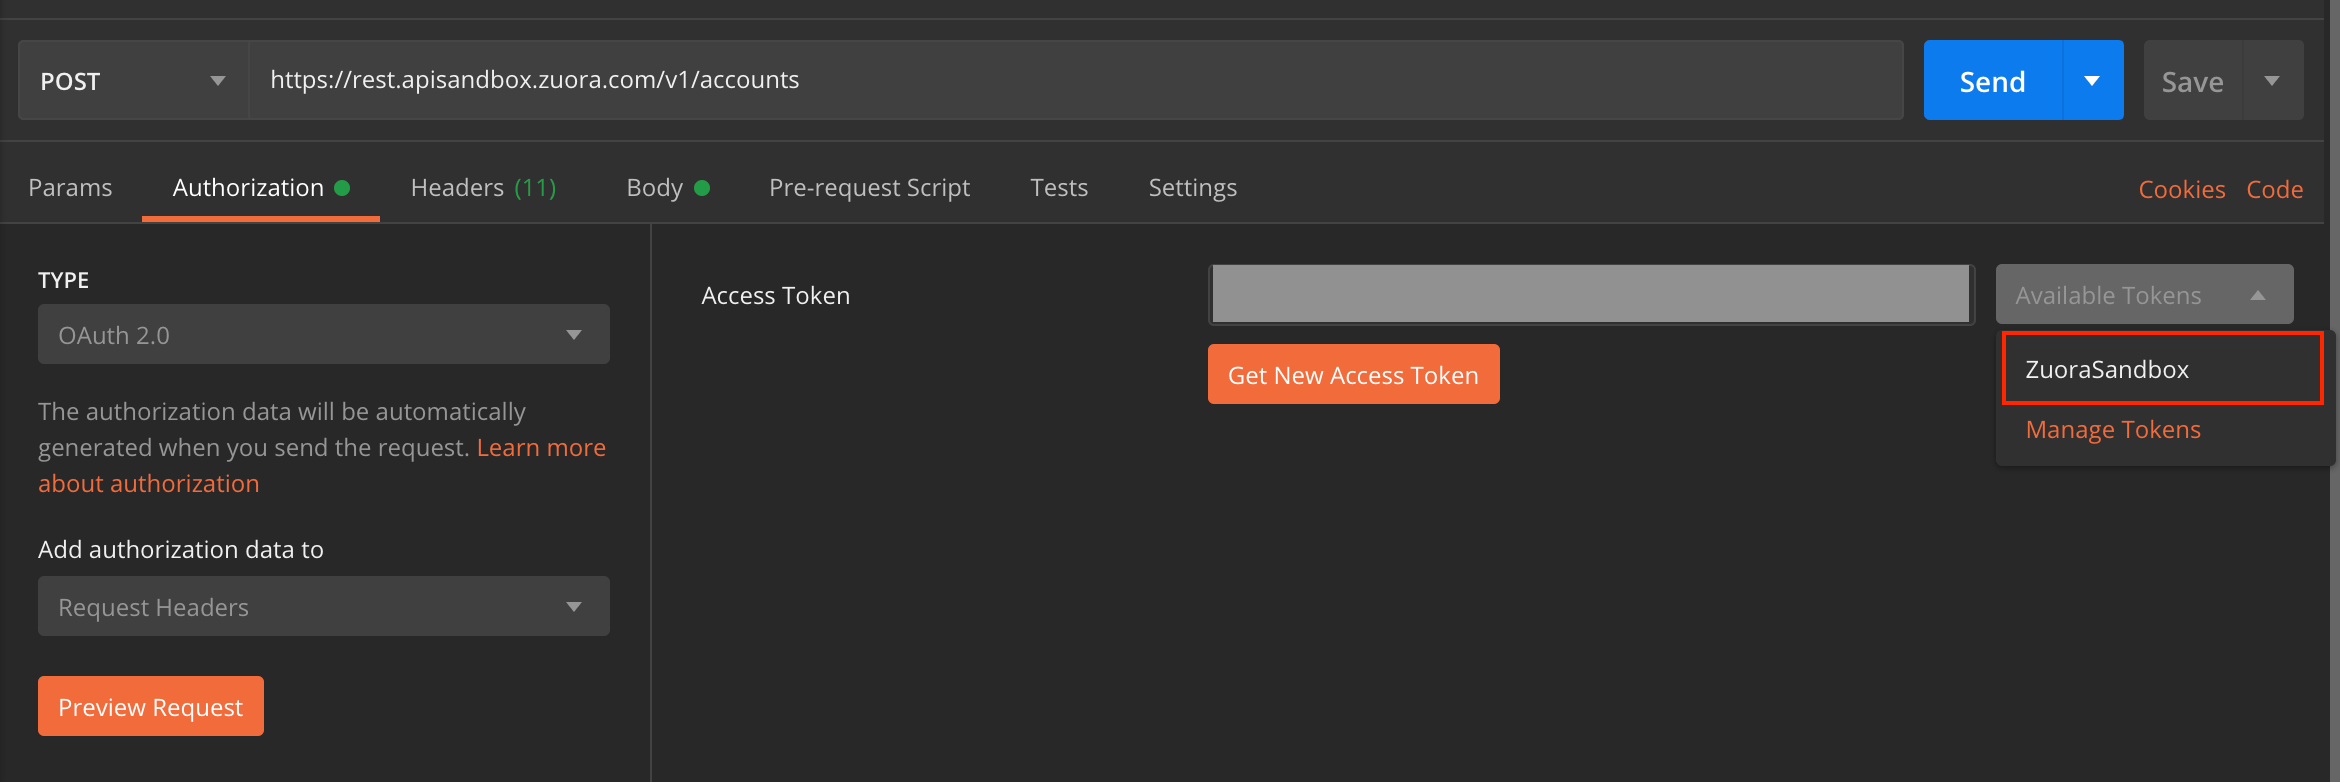 POST
https://rest.apisandbox.zuora.com/v1/accounts
Send
Save
Params
Authorization
Headers (11)
Body
Pre-request Script
Tests
Settings
Cookies
Code
TYPE
OAuth 2.0
The authorization data will be automatically
generated when you send the request. Learn more
about authorization
Add authorization data to
Request Headers
Preview Request
Access Token
Available Tokens
Get New Access Token
ZuoraSandbox
Manage Tokens